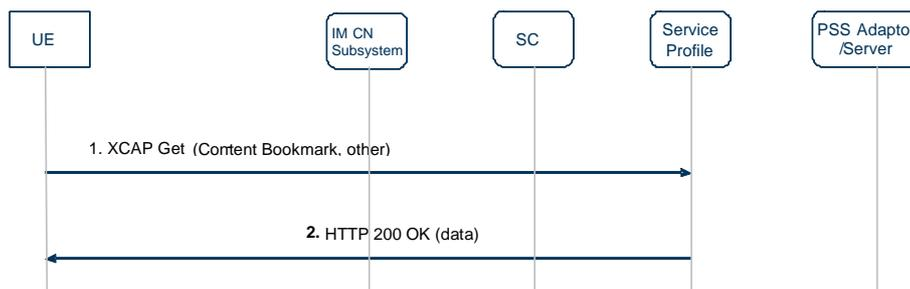 UE
IM CN
Subsystem
SC
Service
Profile
PSS Adapto
/Server
1. XCAP Get (Content Bookmark, other)
2. HTTP 200 OK (data)